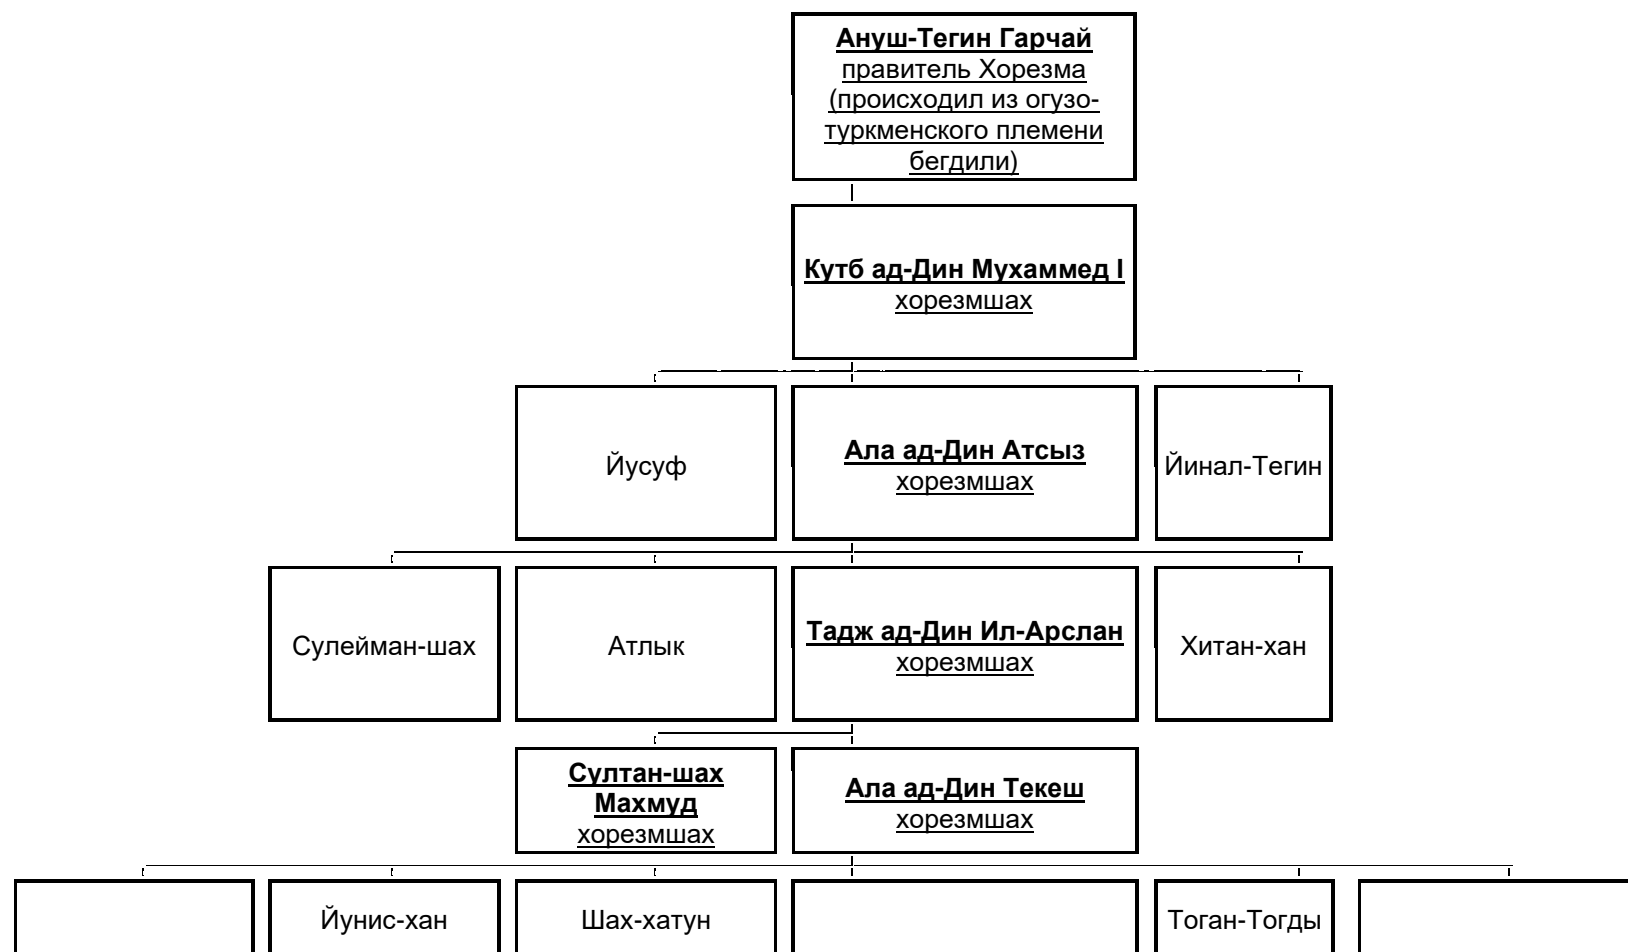 Ануш-Тегин Гарчай
правитель Хорезма
(происходил из огузо-
туркменского племени
бегдили)
Кутб ад-Дин Мухаммед I
хорезмшах
Йусуф
Ала ад-Дин Атсыз
хорезмшах
Йинал-Тегин
Сулейман-шах
Атлык
Тадж ад-Дин Ил-Арслан
хорезмшах
Хитан-хан
Султан-шах
Махмуд
хорезмшах
Ала ад-Дин Текеш
хорезмшах
Йунис-хан
Шах-хатун
Тоган-Тогды